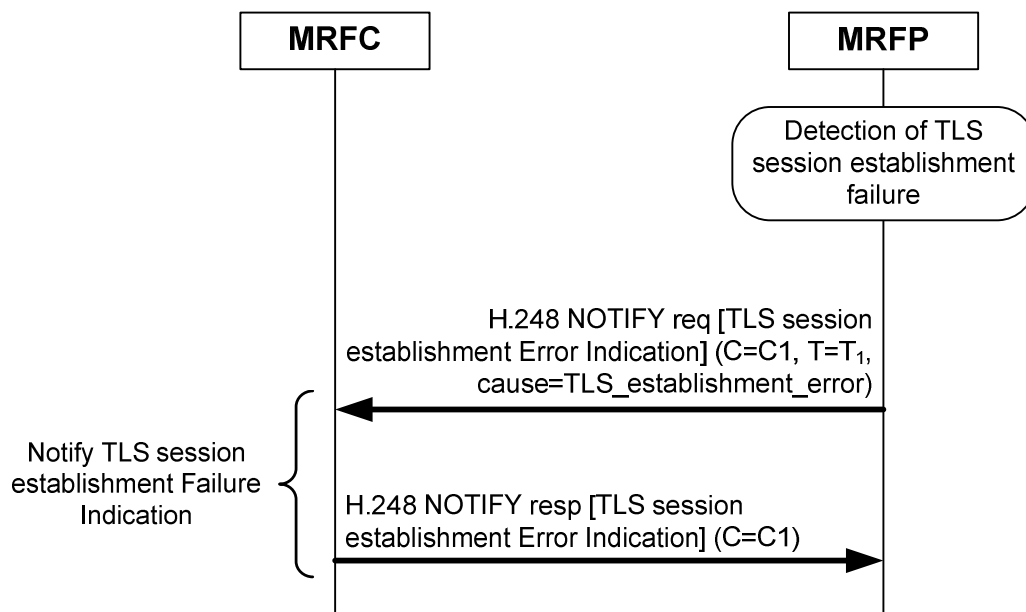 MRFC
MRFP
Detection of TLS
session establishment
failure
H.248 NOTIFY req [TLS session
establishment Error Indication] (C=C1, T=T₁,
cause=TLS_establishment_error)
Notify TLS session
establishment Failure
Indication
H.248 NOTIFY resp [TLS session
establishment Error Indication] (C=C1)